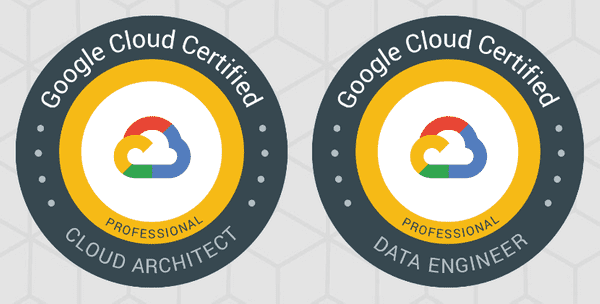 Google Cloud Certified
PROFESSIONAL
CLOUD ARCHITECT
Google Cloud Certified
PROFESSIONAL
DATA ENGINEER